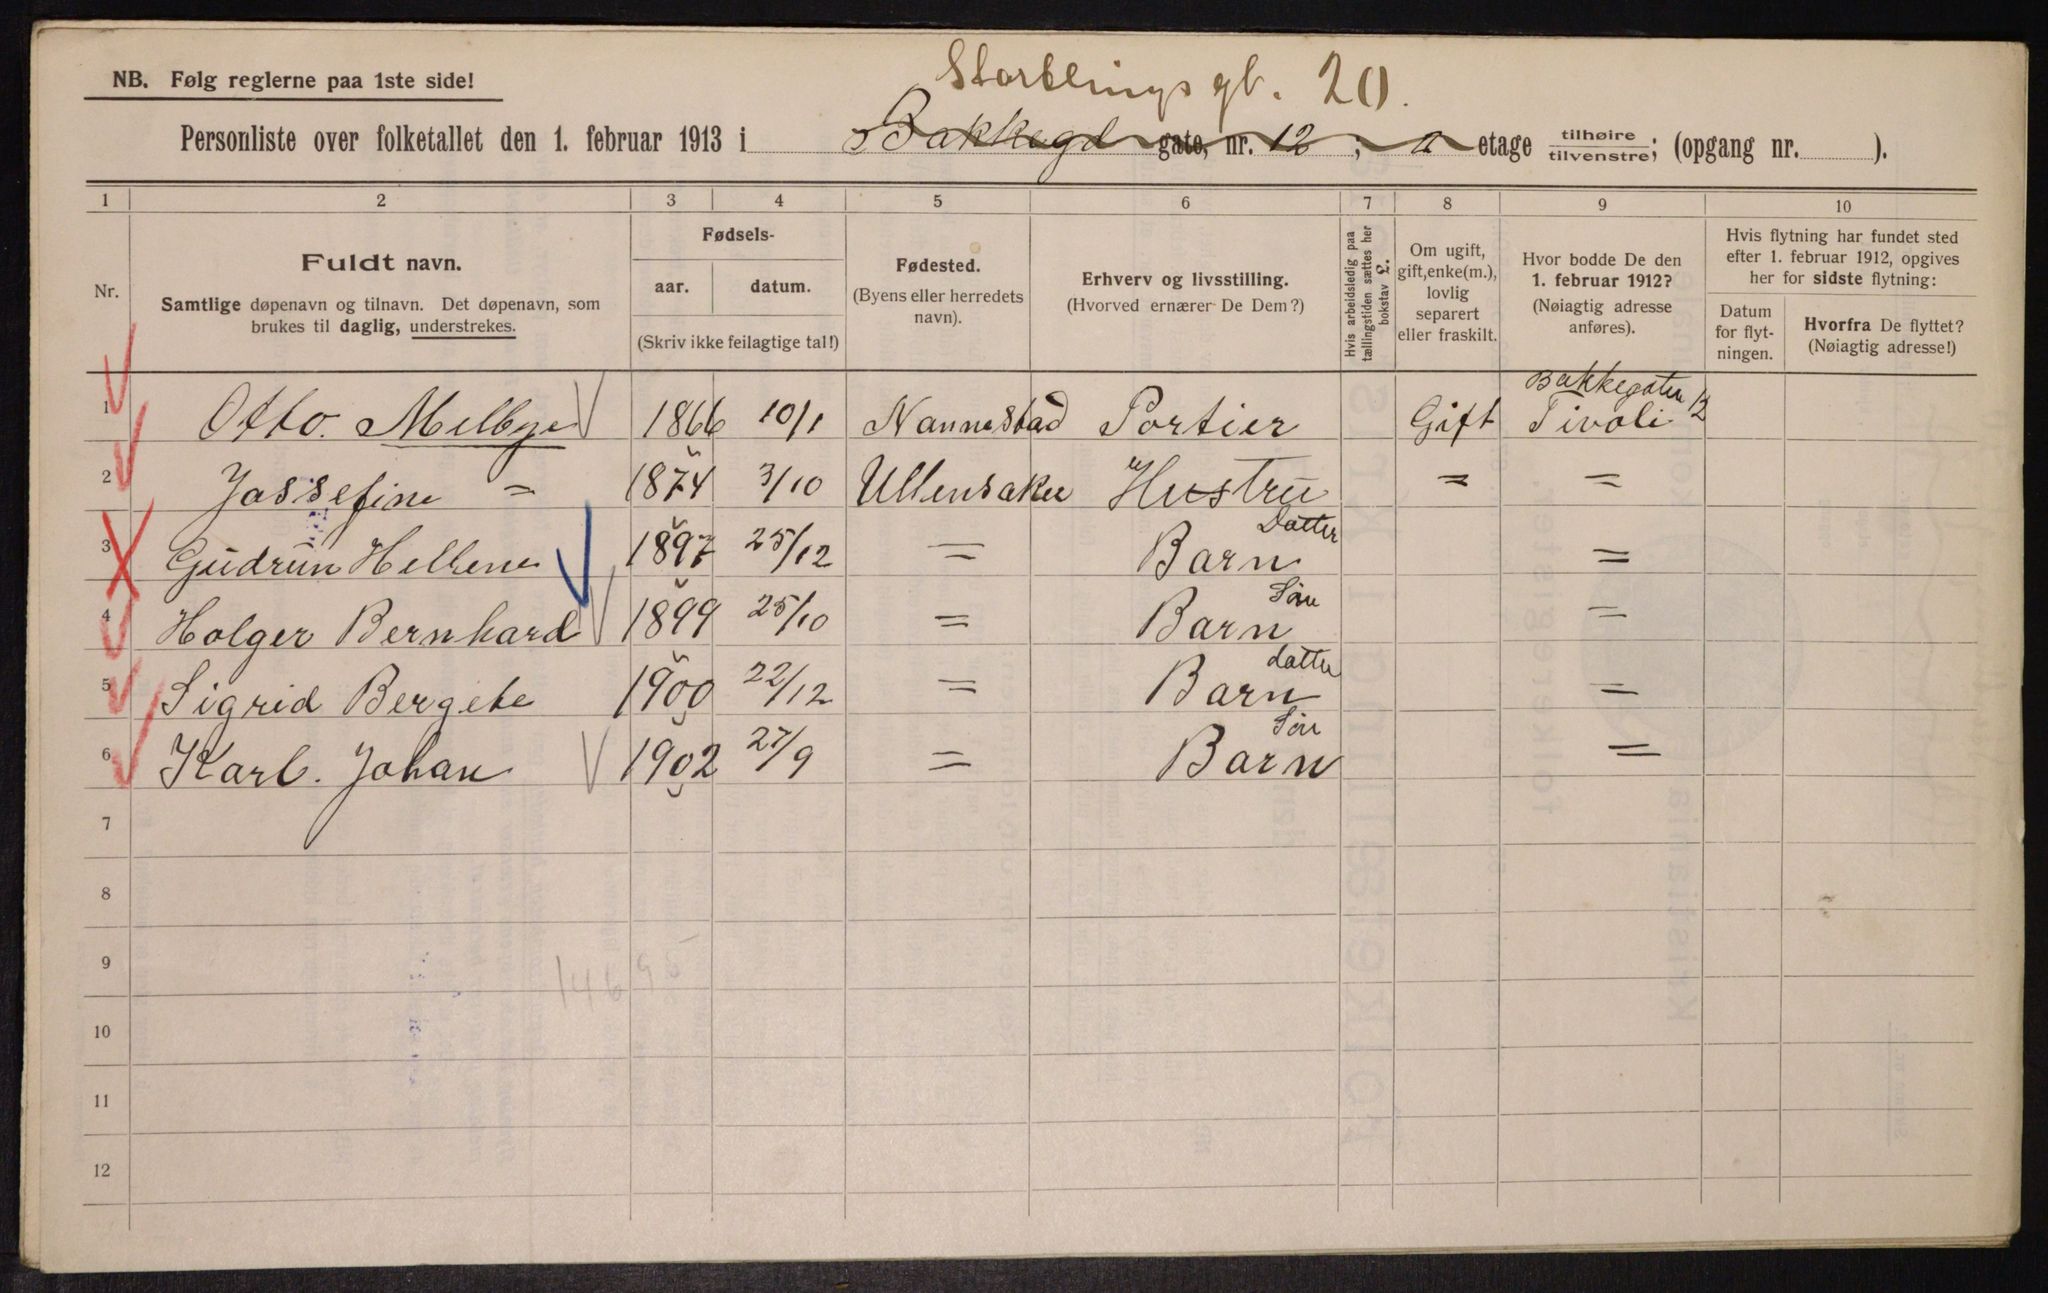 NB. Følg reglerne paa 1ste side!
Stortingsgt. 20.
Personliste over folketallet den 1. februar 1913 i Bakkegd gate, nr. 12, a etage tilhøire/tilvenstre; (opgang nr. ).
1 2 3 4 5 6 7 8 9 10
Nr.
Fuldt navn.
Samtlige døpenavn og tilnavn. Det døpenavn, som
brukes til daglig, understrekes.
Fødsels-
aar. datum.
(Skriv ikke feilagtige tal!)
Fødested.
(Byens eller herredets
navn).
Erhverv og livsstilling.
(Hvorved ernærer De Dem?)
Hvis arbeidsledig paa
tællingstiden sættes her
bokstav L.
Om ugift,
gift, enke(m.),
lovlig
separert
eller fraskilt.
Hvor bodde De den
1. februar 1912?
(Nøiagtig adresse
anføres).
Hvis flytning har fundet sted
efter 1. februar 1912, opgives
her for sidste flytning:
Datum
for flyt-
ningen.
Hvorfra De flyttet?
(Nøiagtig adresse!)
Bakkegaten 12
1 Otto. Melbye 1866 10/1 Nannestad Portier Gift Tivoli
2 Jossefine = 1874 3/10 Ullensaker Hustru = =
Datter
3 Gudrun Hellene 1897 25/12 = Barn =
Søn
4 Holger Bernhard 1899 25/10 = Barn =
datter
5 Sigrid Bergete 1900 22/12 = Barn =
Søn
6 Karl. Johan 1902 27/9 = Barn =
7
8
9
146
10
11
12